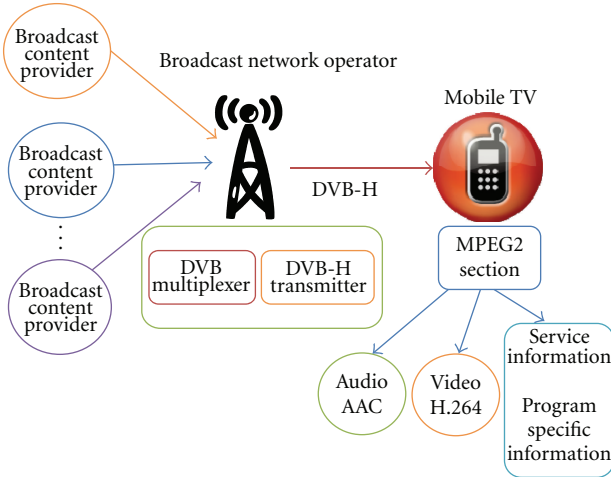 Broadcast
content
provider
Broadcast network operator
Mobile TV
Broadcast
content
provider
DVB-H
. . .
Broadcast
content
provider
DVB
multiplexer
DVB-H
transmitter
MPEG2
section
Audio
AAC
Video
H.264
Service
information
Program
specific
information